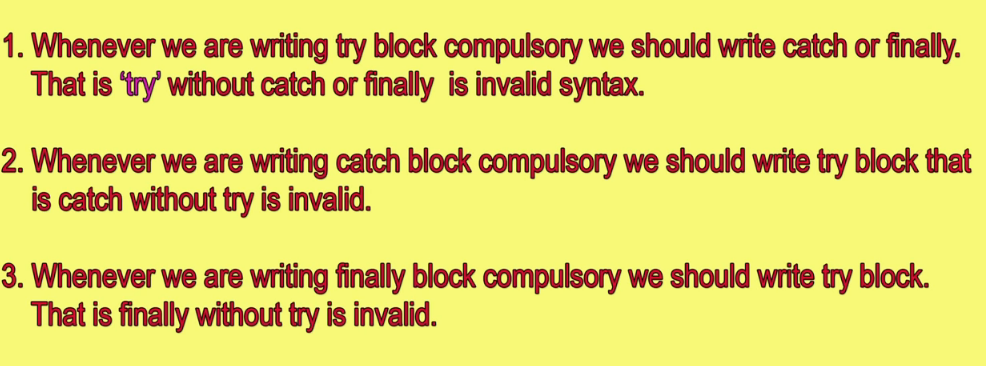 1. Whenever we are writing try block compulsory we should write catch or finally.
That is ‘try’ without catch or finally is invalid syntax.
2. Whenever we are writing catch block compulsory we should write try block that
is catch without try is invalid.
3. Whenever we are writing finally block compulsory we should write try block.
That is finally without try is invalid.